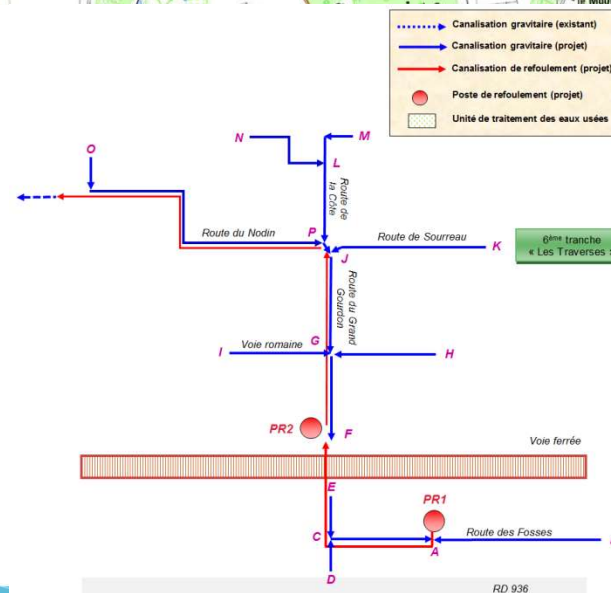 Canalisation gravitaire (existant)
Canalisation gravitaire (projet)
Canalisation de refoulement (projet)
Poste de refoulement (projet)
Unité de traitement des eaux usées
N
M
O
L
Route de
la Côte
Route du Nodin
P
Route de Sourreau
K
J
6ème tranche
« Les Traverses »
Route du Grand
Gourdon
G
I
Voie romaine
H
PR2
F
Voie ferrée
E
PR1
C
Route des Fosses
A
D
RD 936